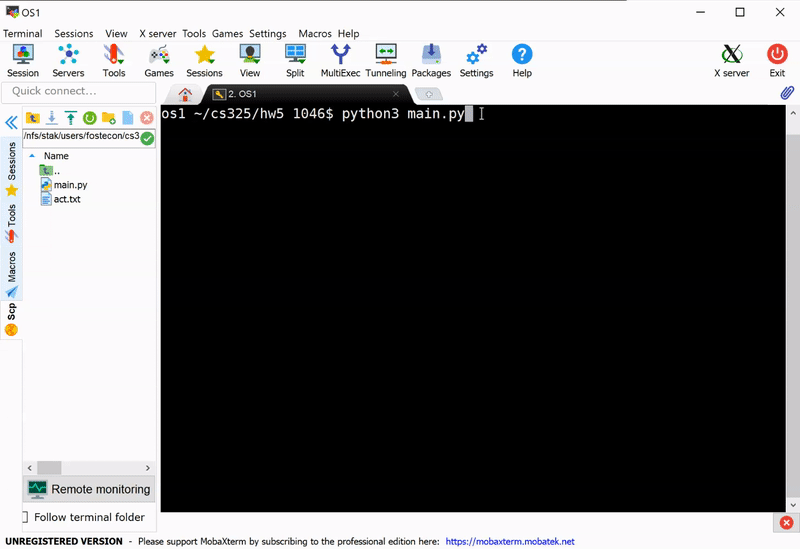 OS1
Terminal Sessions View X server Tools Games Settings Macros Help
Session Servers Tools Games Sessions View Split MultiExec Tunneling Packages Settings Help X server Exit
Quick connect...
2. OS1
os1 ~/cs325/hw5 1046$ python3 main.py
/nfs/stak/users/fostecon/cs3
Name
..
main.py
act.txt
Sessions
Tools
Macros
Scp
Remote monitoring
Follow terminal folder
UNREGISTERED VERSION - Please support MobaXterm by subscribing to the professional edition here: https://mobaxterm.mobatek.net